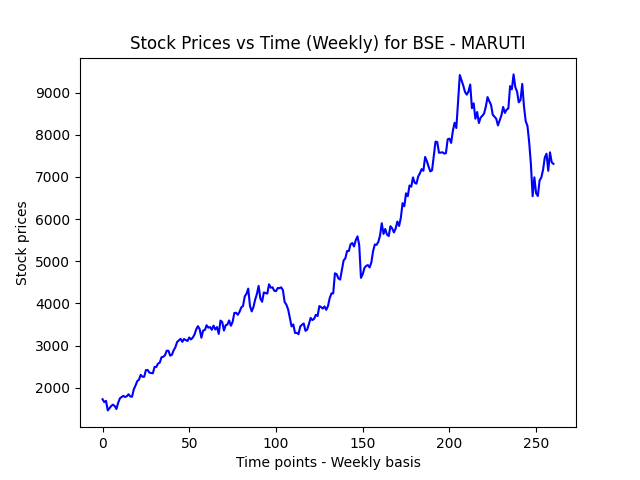 Stock Prices vs Time (Weekly) for BSE - MARUTI
9000
8000
7000
6000
5000
4000
3000
2000
Stock prices
0 50 100 150 200 250
Time points - Weekly basis